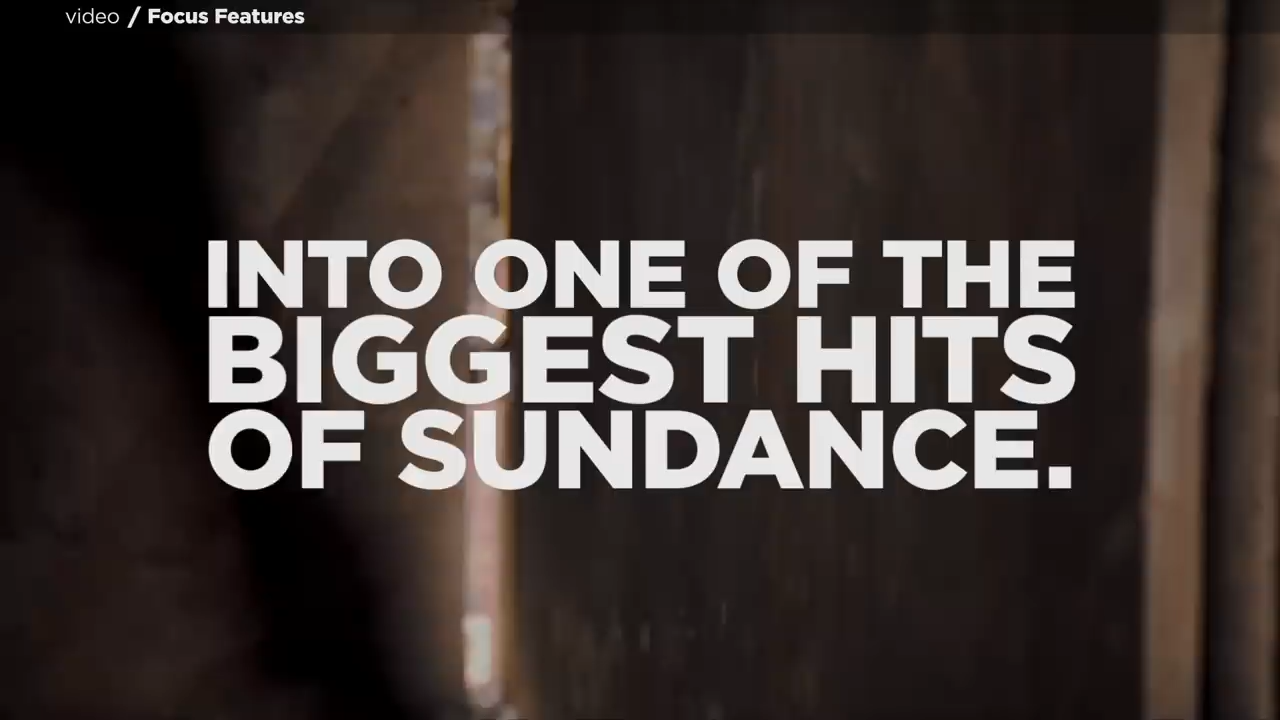 video / Focus Features
INTO ONE OF THE
BIGGEST HITS
OF SUNDANCE.